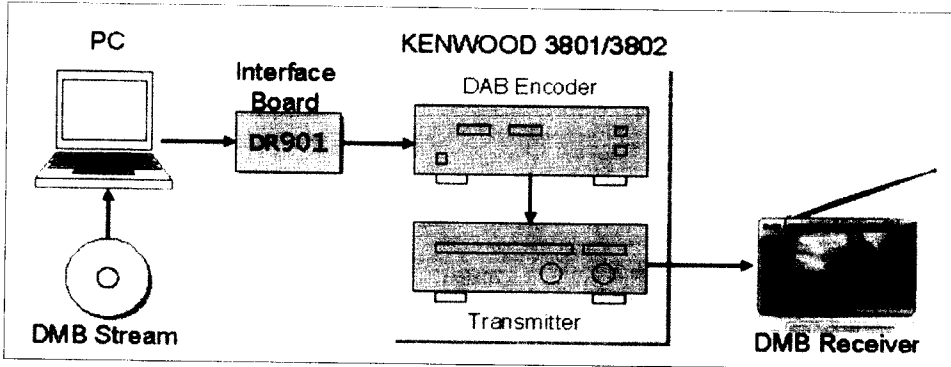 PC
KENWOOD 3801/3802
Interface
Board
DAB Encoder
DR901
DMB Stream
Transmitter
DMB Receiver